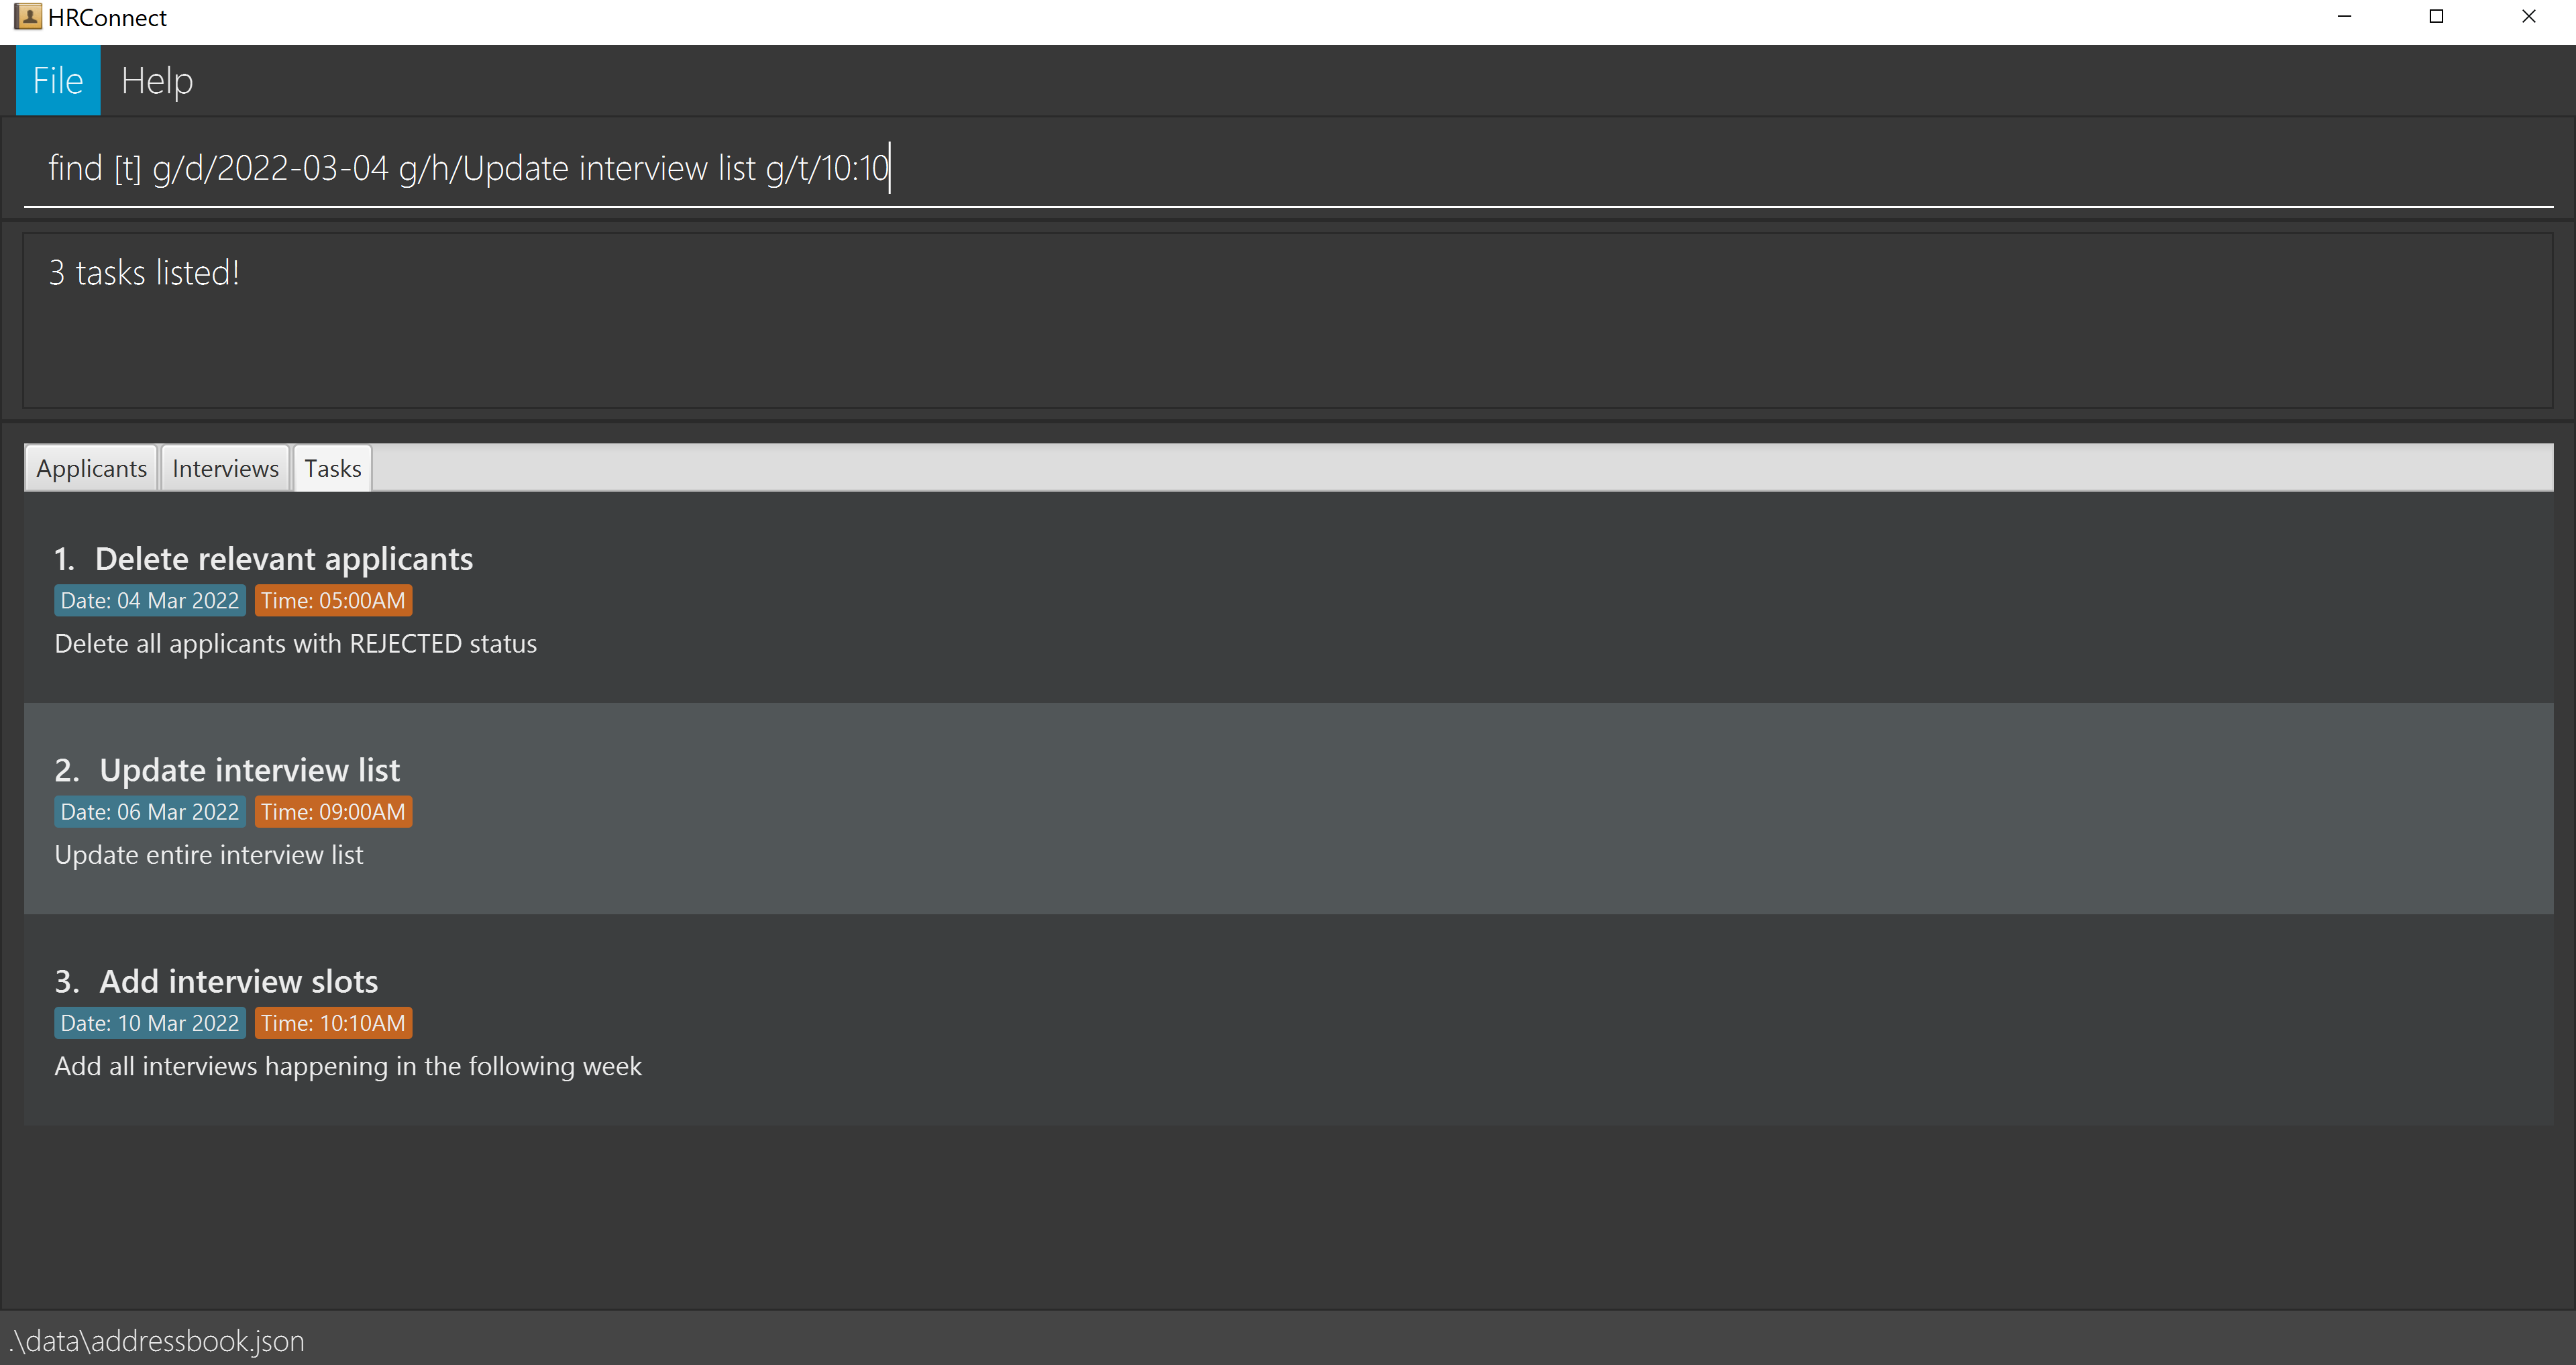 HRConnect
File Help
find [t] g/d/2022-03-04 g/h/Update interview list g/t/10:10
3 tasks listed!
Applicants Interviews Tasks
1. Delete relevant applicants
Date: 04 Mar 2022 Time: 05:00AM
Delete all applicants with REJECTED status
2. Update interview list
Date: 06 Mar 2022 Time: 09:00AM
Update entire interview list
3. Add interview slots
Date: 10 Mar 2022 Time: 10:10AM
Add all interviews happening in the following week
.\data\addressbook.json